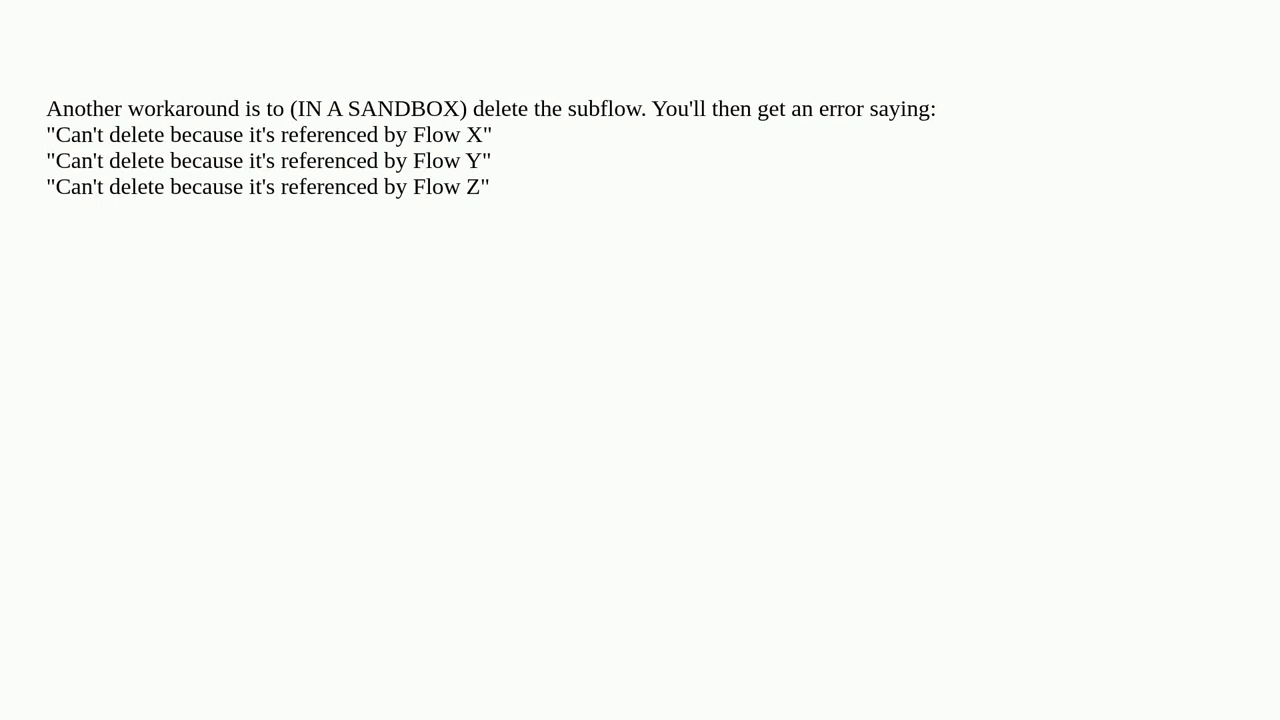 Another workaround is to (IN A SANDBOX) delete the subflow. You'll then get an error saying:
"Can't delete because it's referenced by Flow X"
"Can't delete because it's referenced by Flow Y"
"Can't delete because it's referenced by Flow Z"